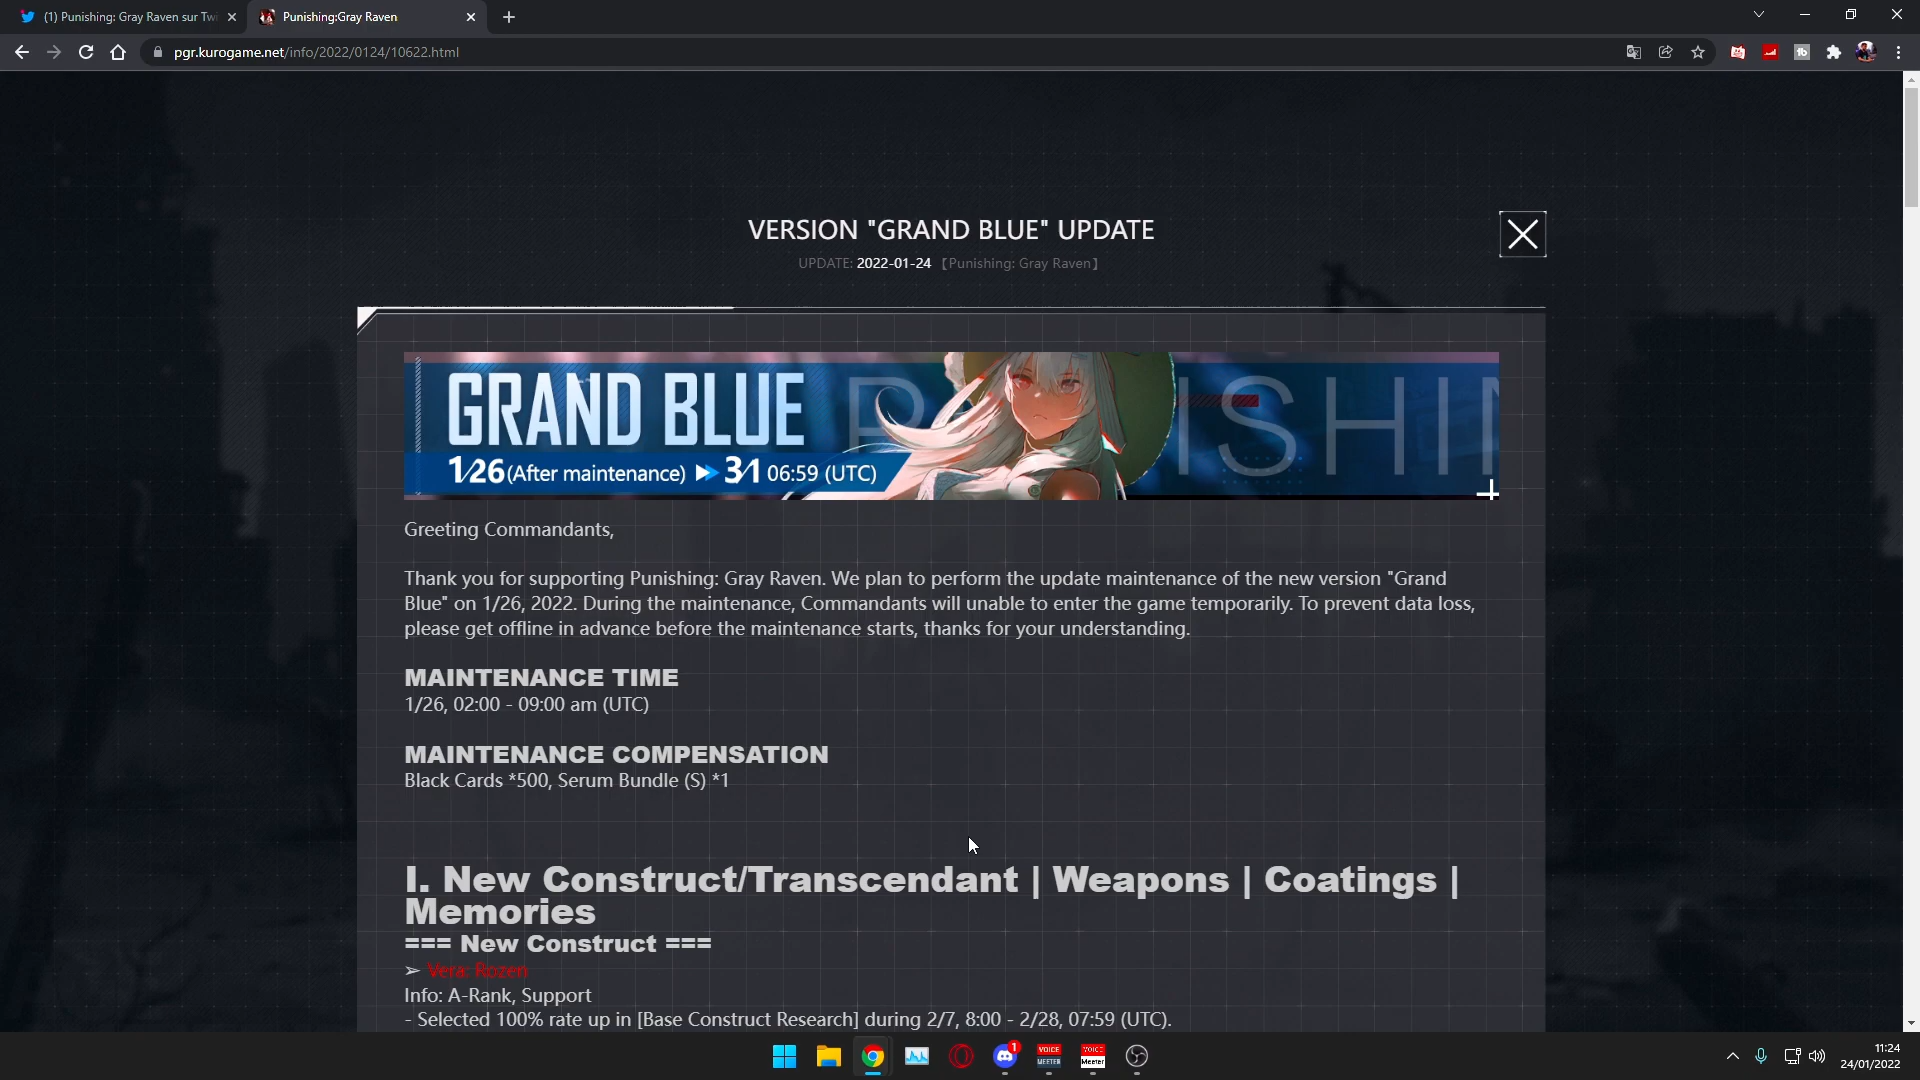 (1) Punishing: Gray Raven sur Twi
Punishing:Gray Raven
pgr.kurogame.net/info/2022/0124/10622.html
VERSION "GRAND BLUE" UPDATE
UPDATE: 2022-01-24 【Punishing: Gray Raven】
GRAND BLUE
PUNISHIN
1/26(After maintenance) 3/1 06:59 (UTC)
Greeting Commandants,
Thank you for supporting Punishing: Gray Raven. We plan to perform the update maintenance of the new version "Grand
Blue" on 1/26, 2022. During the maintenance, Commandants will unable to enter the game temporarily. To prevent data loss,
please get offline in advance before the maintenance starts, thanks for your understanding.
MAINTENANCE TIME
1/26, 02:00 - 09:00 am (UTC)
MAINTENANCE COMPENSATION
Black Cards *500, Serum Bundle (S) *1
I. New Construct/Transcendant | Weapons | Coatings |
Memories
=== New Construct ===
➢ Vera: Rozen
Info: A-Rank, Support
- Selected 100% rate up in [Base Construct Research] during 2/7, 8:00 - 2/28, 07:59 (UTC).
1
VOICE
MEETER
VOICE
Meeter
11:24
24/01/2022